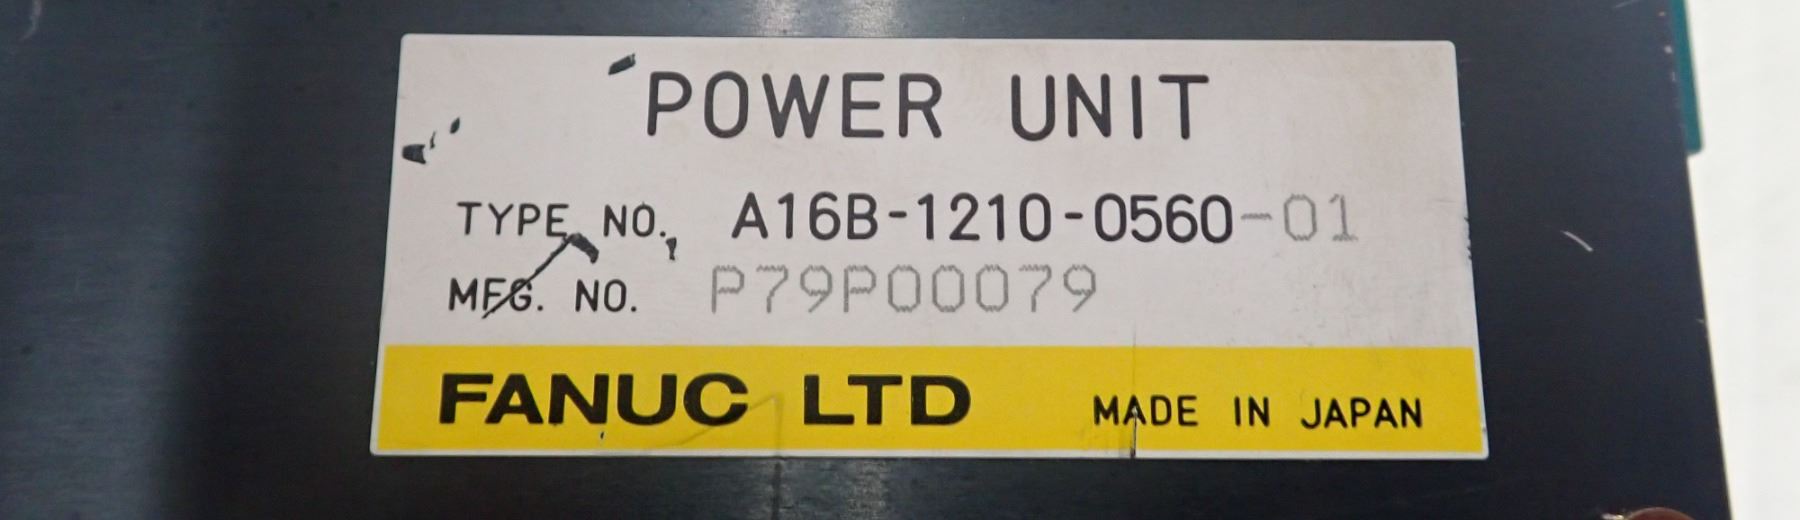 POWER UNIT
TYPE NO. A16B-1210-0560-01
MFG. NO. P79P00079
FANUC LTD MADE IN JAPAN